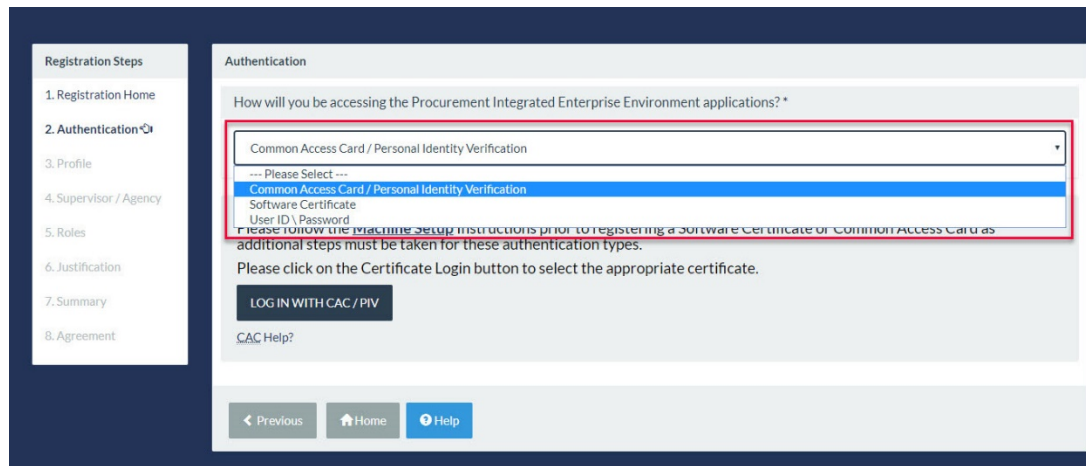 Registration Steps
1. Registration Home
2. Authentication
3. Profile
4. Supervisor / Agency
5. Roles
6. Justification
7. Summary
8. Agreement
Authentication
How will you be accessing the Procurement Integrated Enterprise Environment applications? *
Common Access Card / Personal Identity Verification
--- Please Select ---
Common Access Card / Personal Identity Verification
Software Certificate
User ID \ Password
Please follow the Machine Setup instructions prior to registering a Software Certificate or Common Access Card as
additional steps must be taken for these authentication types.
Please click on the Certificate Login button to select the appropriate certificate.
LOG IN WITH CAC / PIV
CAC Help?
Previous
Home
Help